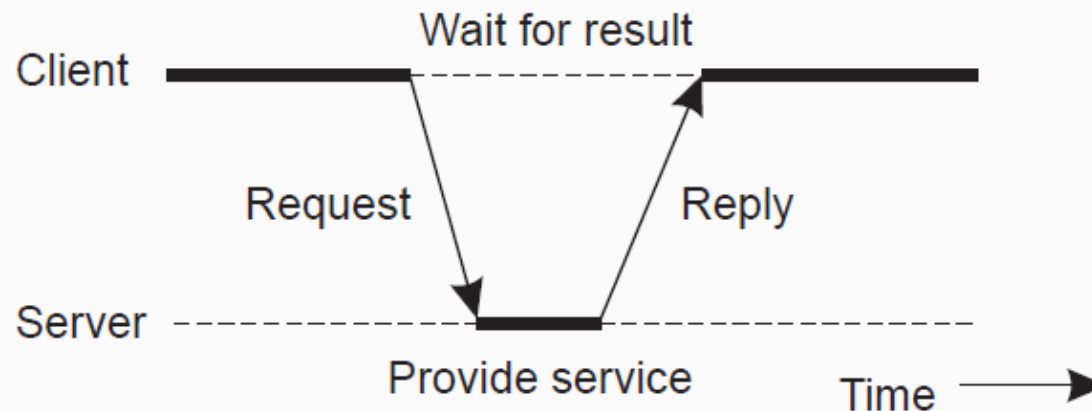 Wait for result
Client
Request
Reply
Server
Provide service
Time